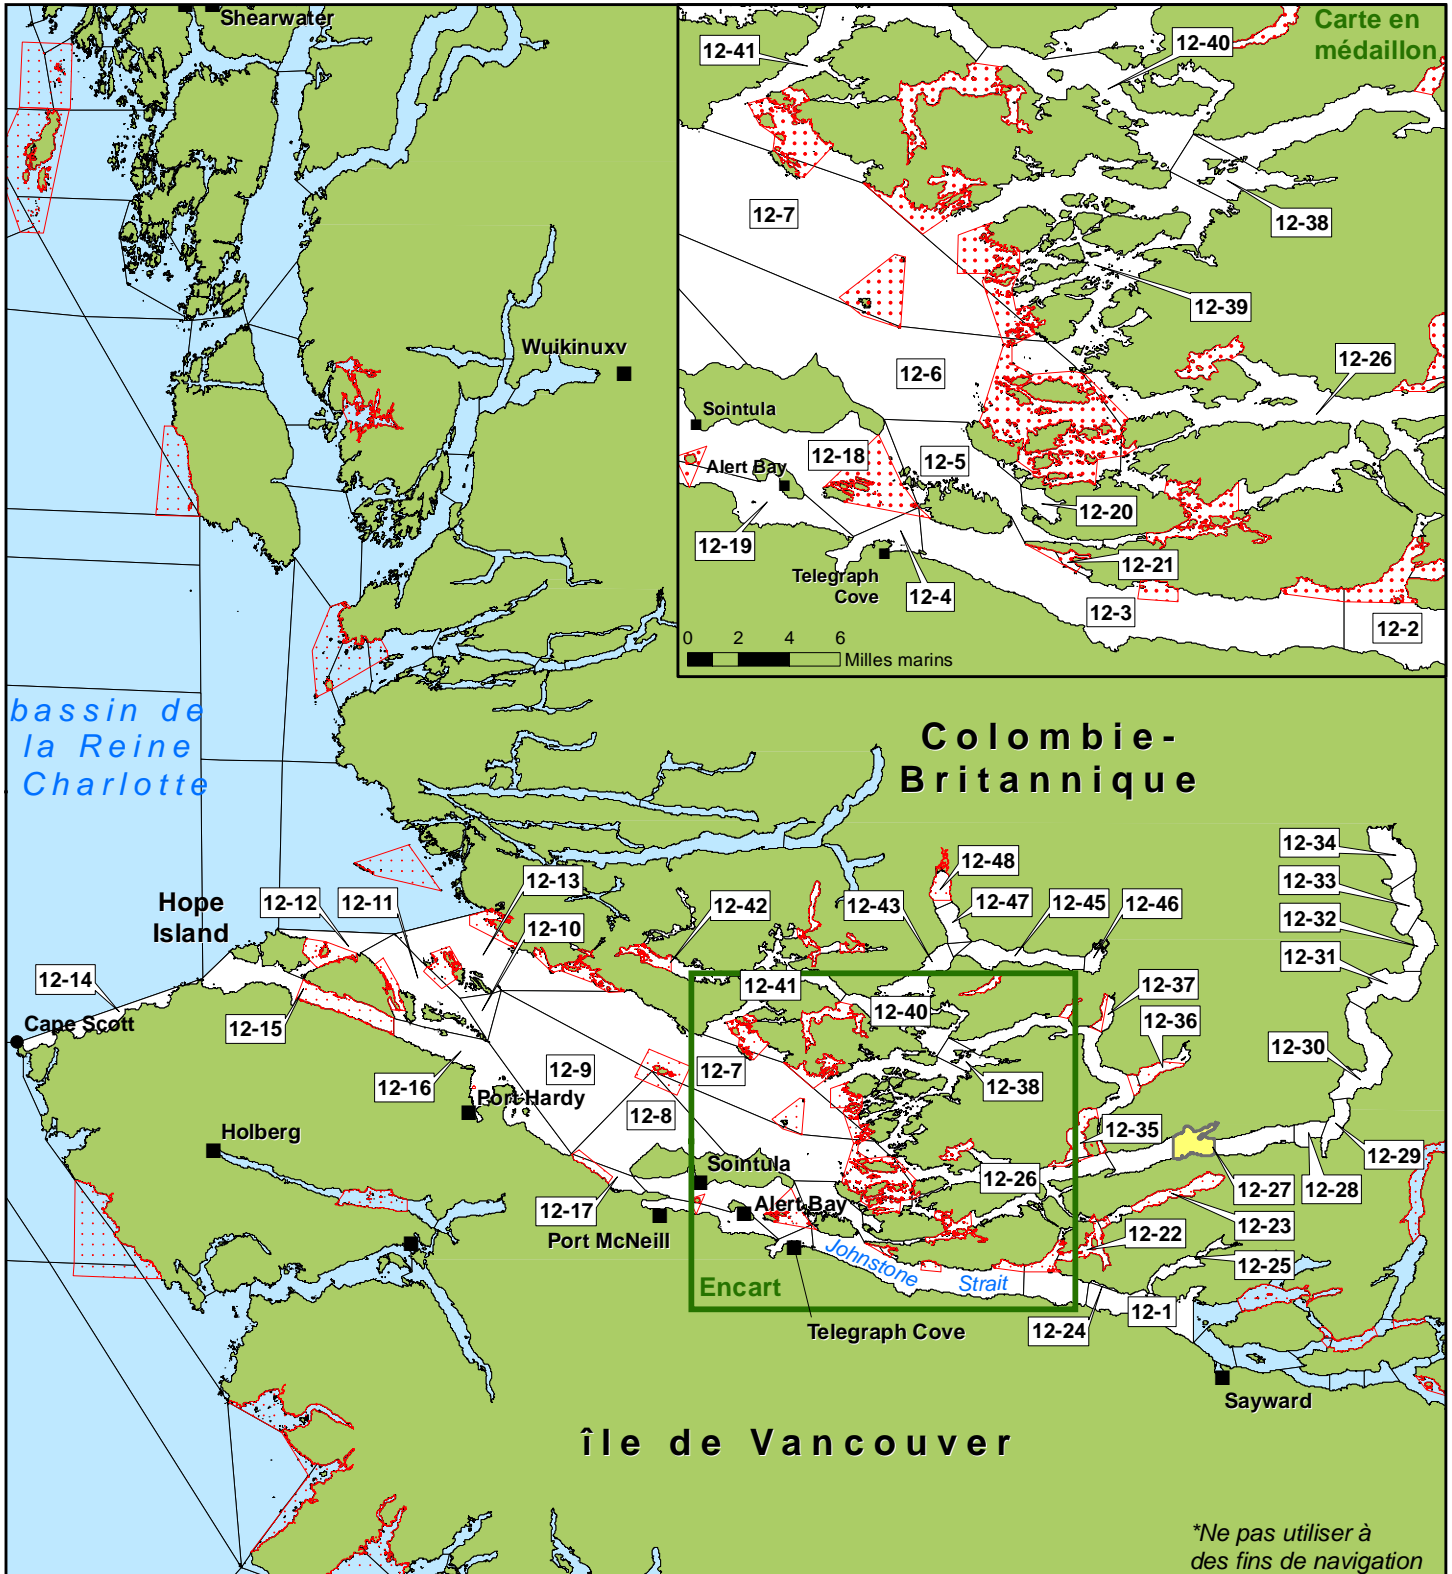 Shearwater
Carte en
médaillon
12-41
12-40
12-7
12-38
12-39
12-26
12-6
Sointula
12-18
12-5
Alert Bay
12-20
12-19
12-21
Telegraph
Cove
12-4
12-3
12-2
0 2 4 6
Milles marins
Wuikinuxv
bassin de
la Reine
Charlotte
Colombie-
Britannique
Hope
Island
12-12
12-11
12-13
12-10
12-42
12-43
12-48
12-47
12-45
12-46
12-34
12-33
12-32
12-31
12-14
Cape Scott
12-15
12-41
12-40
12-37
12-36
12-30
12-16
12-9
12-7
12-38
Port Hardy
12-8
12-35
Holberg
12-29
Sointula
12-26
12-27
12-28
12-17
Alert Bay
12-23
Port McNeill
12-22
12-25
Johnstone Strait
Encart
12-1
Telegraph Cove
12-24
Sayward
île de Vancouver
*Ne pas utiliser à
des fins de navigation